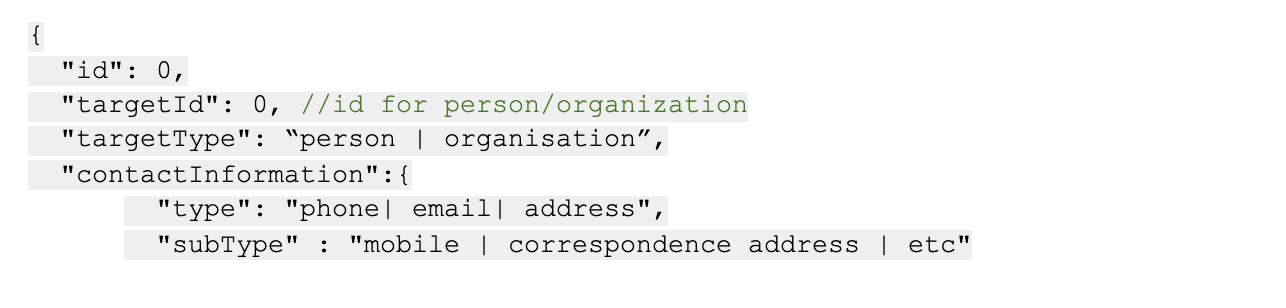 {
  "id": 0,
  "targetId": 0, //id for person/organization
  "targetType": “person | organisation”,
  "contactInformation":{
        "type": "phone| email| address",
        "subType" : "mobile | correspondence address | etc"